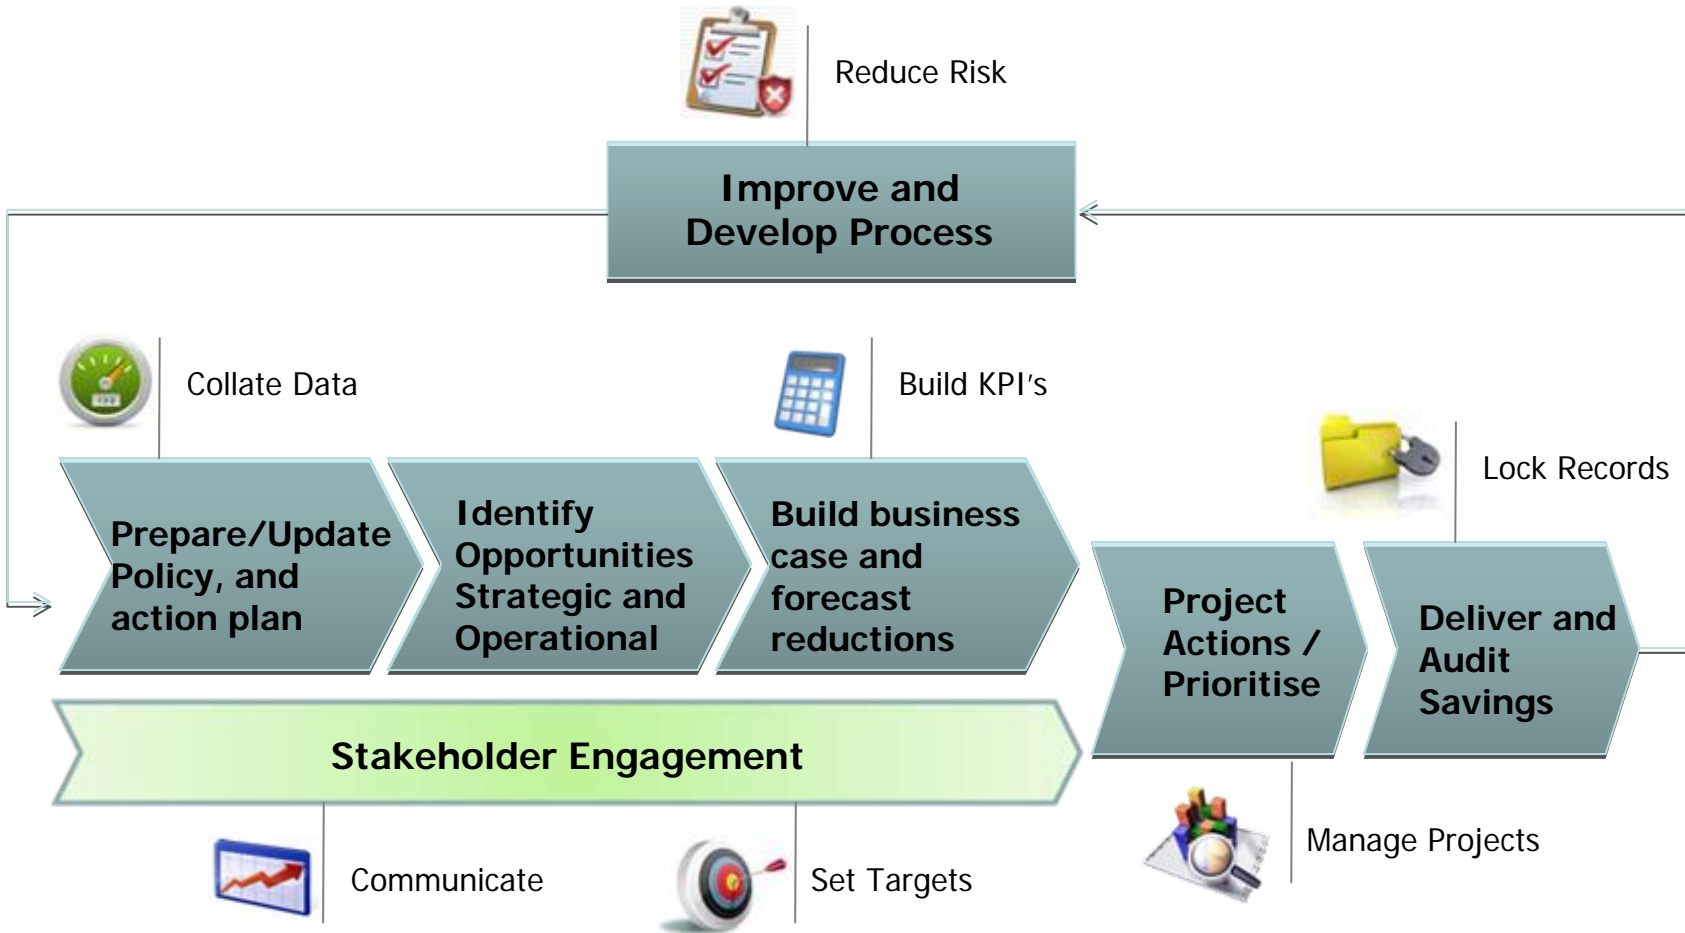 Reduce Risk
Improve and
Develop Process
Collate Data
Build KPI's
Lock Records
Prepare/Update
Policy, and
action plan
Identify
Opportunities
Strategic and
Operational
Build business
case and
forecast
reductions
Project
Actions /
Prioritise
Deliver and
Audit
Savings
Stakeholder Engagement
Communicate
Set Targets
Manage Projects